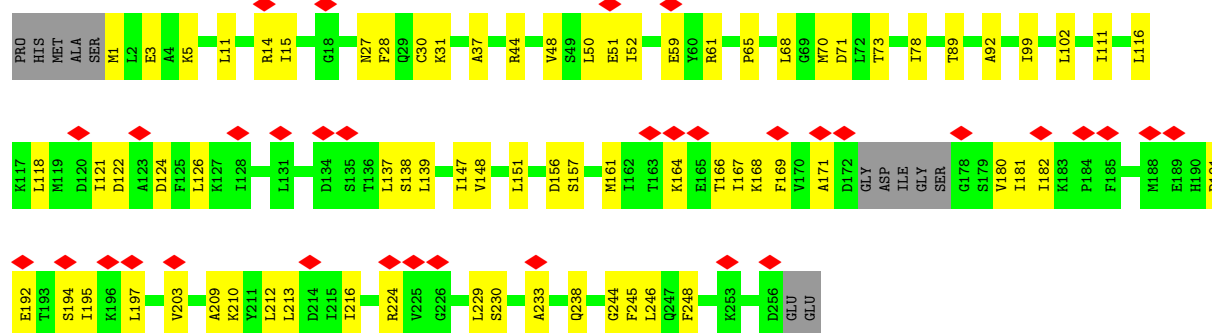 PRO HIS MET ALA SER M1 L2 E3 A4 K5 L11 R14 I15 G18 N27 F28 Q29 C30 K31 A37 R44 V48 S49 L50 E51 I52 E59 Y60 R61 P65 L68 G69 M70 D71 L72 T73 I78 T89 A92 I99 L102 I111 L116
K117 L118 M119 D120 I121 D122 A123 D124 F125 L126 K127 I128 L131 D134 S135 T136 L137 S138 L139 I147 V148 L151 D156 S157 M161 I162 T163 K164 E165 T166 I167 K168 F169 V170 A171 D172 GLY ASP ILE GLY SER G178 S179 V180 I181 I182 K183 P184 F185 M188 E189 H190
E192 T193 S194 I195 K196 L197 V203 A209 K210 Y211 L212 L213 D214 I215 I216 R224 V225 G226 L229 S230 A233 Q238 G244 F245 L246 Q247 F248 K253 D256 GLU GLU